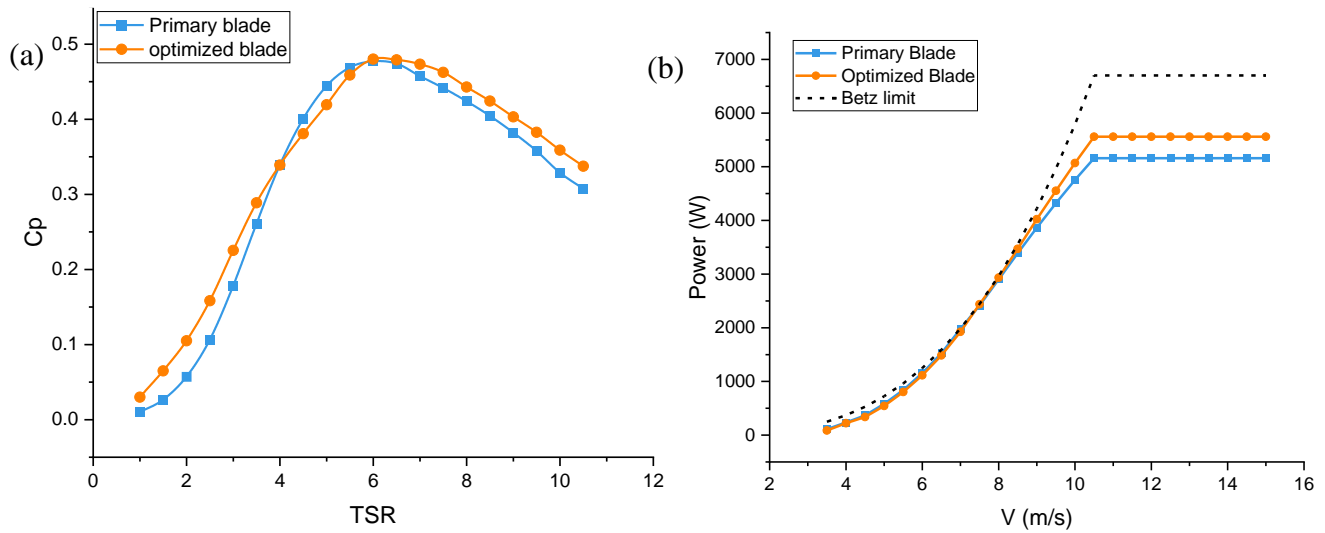 (a)
Primary blade
optimized blade
0.5
0.4
0.3
0.2
0.1
0.0
Cp
0 2 4 6 8 10 12
TSR
(b)
Primary Blade
Optimized Blade
Betz limit
7000
6000
5000
4000
3000
2000
1000
0
Power (W)
2 4 6 8 10 12 14 16
V (m/s)